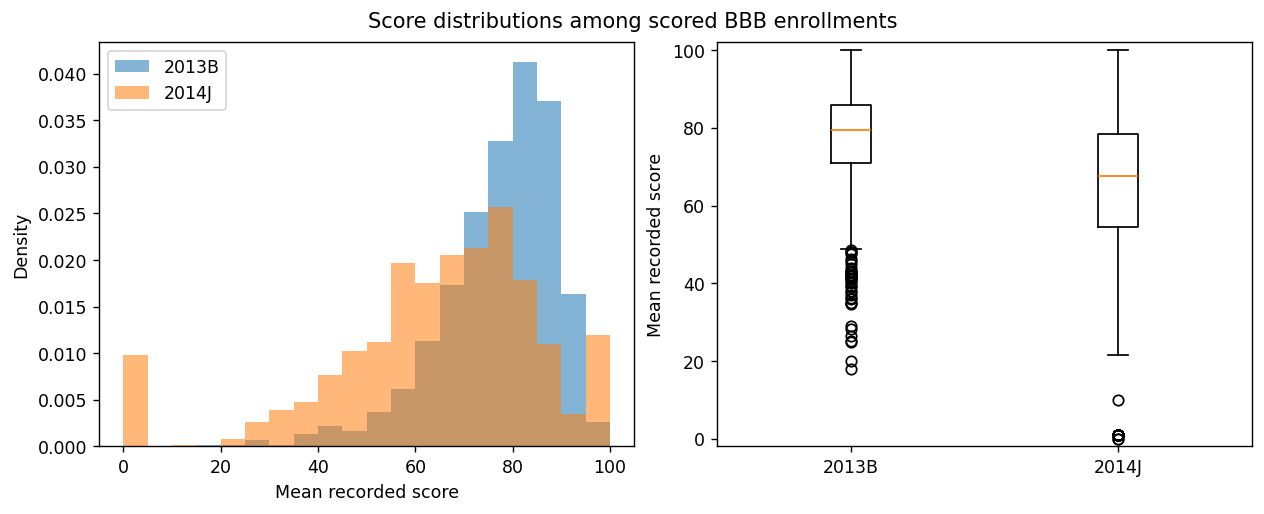 Score distributions among scored BBB enrollments
2013B
2014J
Density
0.040
0.035
0.030
0.025
0.020
0.015
0.010
0.005
0.000
0 20 40 60 80 100
Mean recorded score
Mean recorded score
100
80
60
40
20
0
2013B 2014J